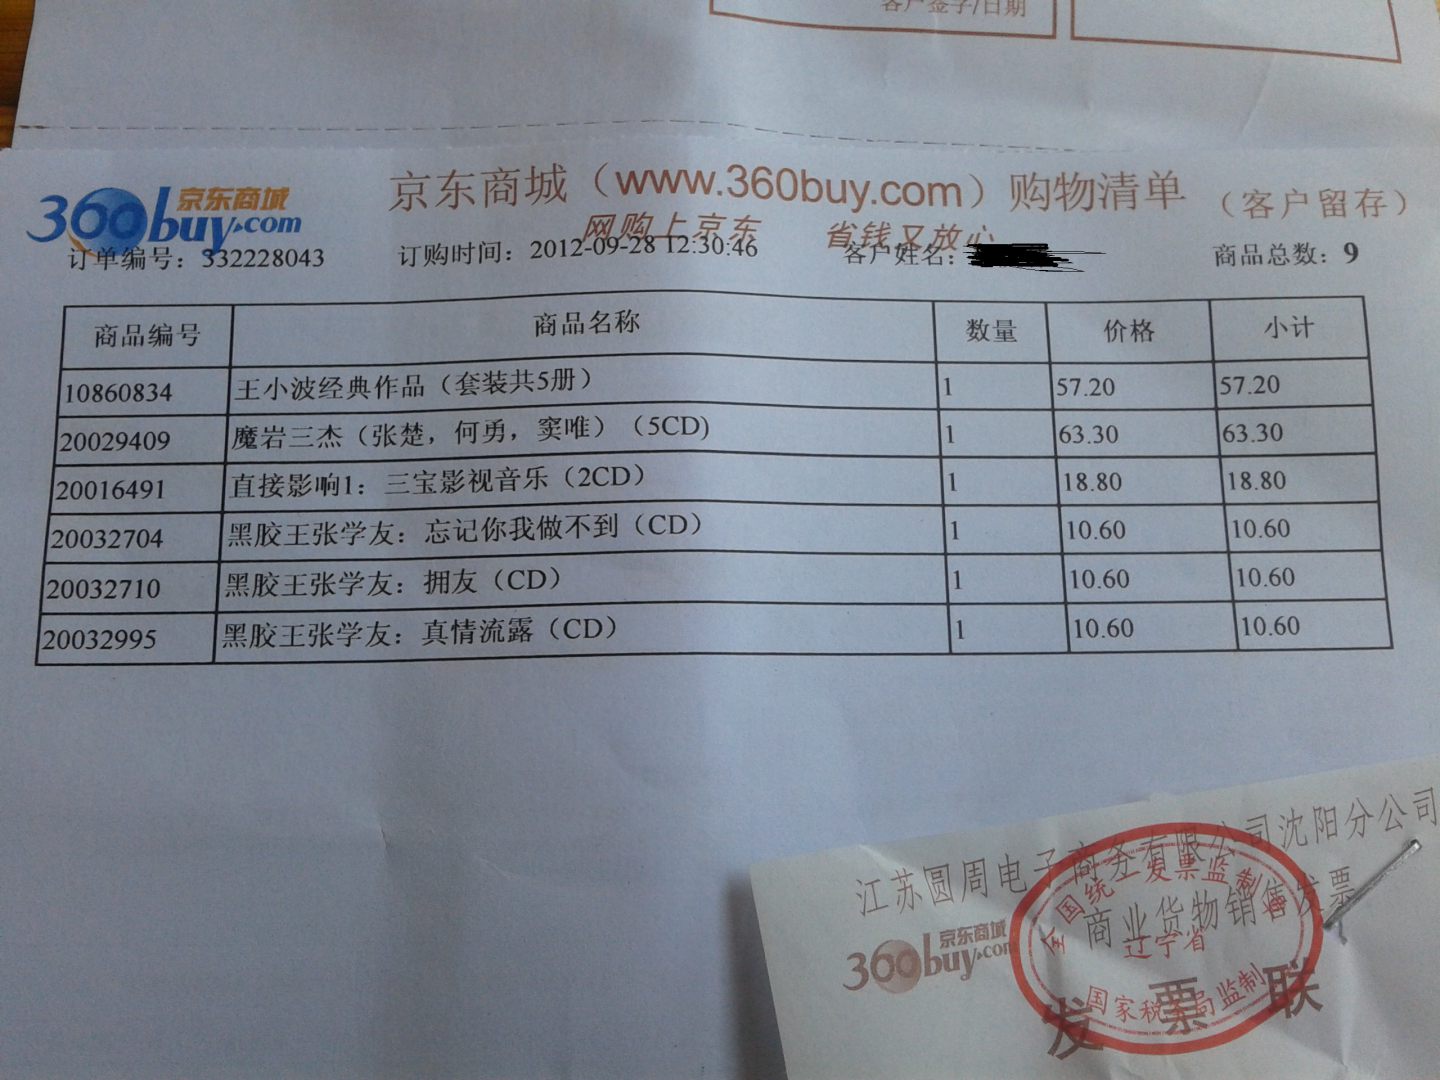 客户签字/日期
360buy.com 京东商城
京东商城（www.360buy.com）购物清单 （客户留存）
网购上京东 省钱又放心
订单编号：332228043 订购时间：2012-09-28 12:30:46 客户姓名： 商品总数：9
商品编号 商品名称 数量 价格 小计
10860834 王小波经典作品（套装共5册） 1 57.20 57.20
20029409 魔岩三杰（张楚，何勇，窦唯）（5CD) 1 63.30 63.30
20016491 直接影响1：三宝影视音乐（2CD） 1 18.80 18.80
20032704 黑胶王张学友：忘记你我做不到（CD） 1 10.60 10.60
20032710 黑胶王张学友：拥友（CD） 1 10.60 10.60
20032995 黑胶王张学友：真情流露（CD） 1 10.60 10.60
江苏圆周电子商务有限公司沈阳分公司
商业货物销售发票
360buy.com 京东商城
全国统一发票监制章
辽宁省
国家税务局监制
发票联